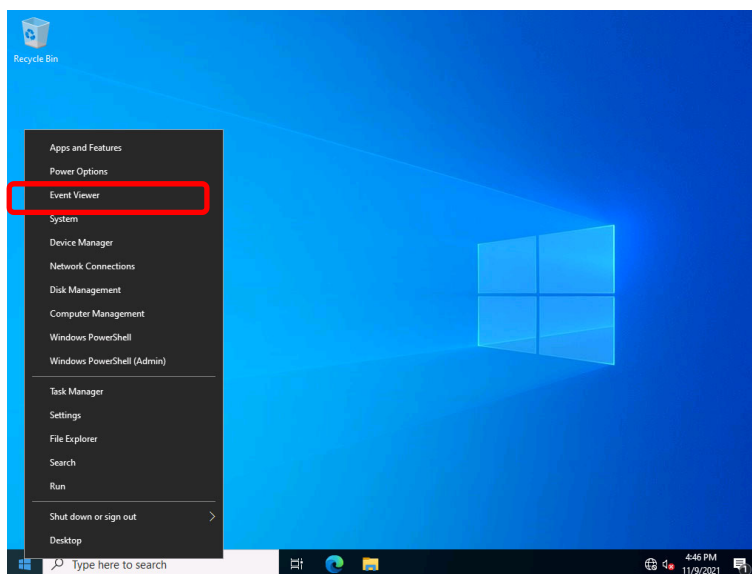 Recycle Bin
Apps and Features
Power Options
Event Viewer
System
Device Manager
Network Connections
Disk Management
Computer Management
Windows PowerShell
Windows PowerShell (Admin)
Task Manager
Settings
File Explorer
Search
Run
Shut down or sign out
Desktop
Type here to search
4:46 PM
11/9/2021